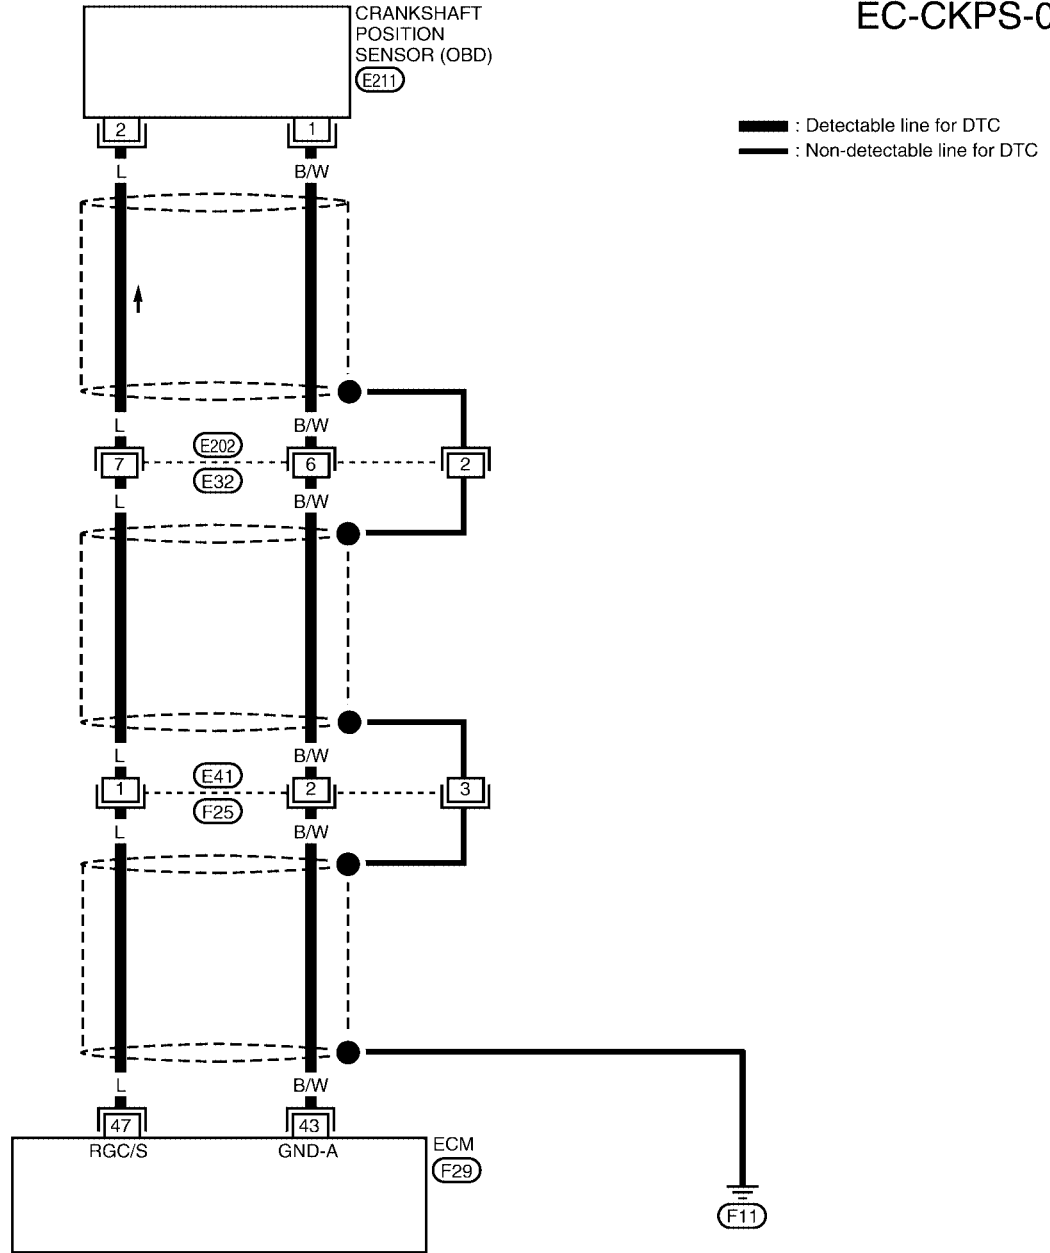 EC-CKPS-0
CRANKSHAFT
POSITION
SENSOR (OBD)
E211
2 1
: Detectable line for DTC
: Non-detectable line for DTC
L B/W
L B/W
E202
7 6 2
E32
L B/W
L B/W
E41
1 2 3
F25
L B/W
L B/W
47 43
RGC/S GND-A
ECM
F29
F11